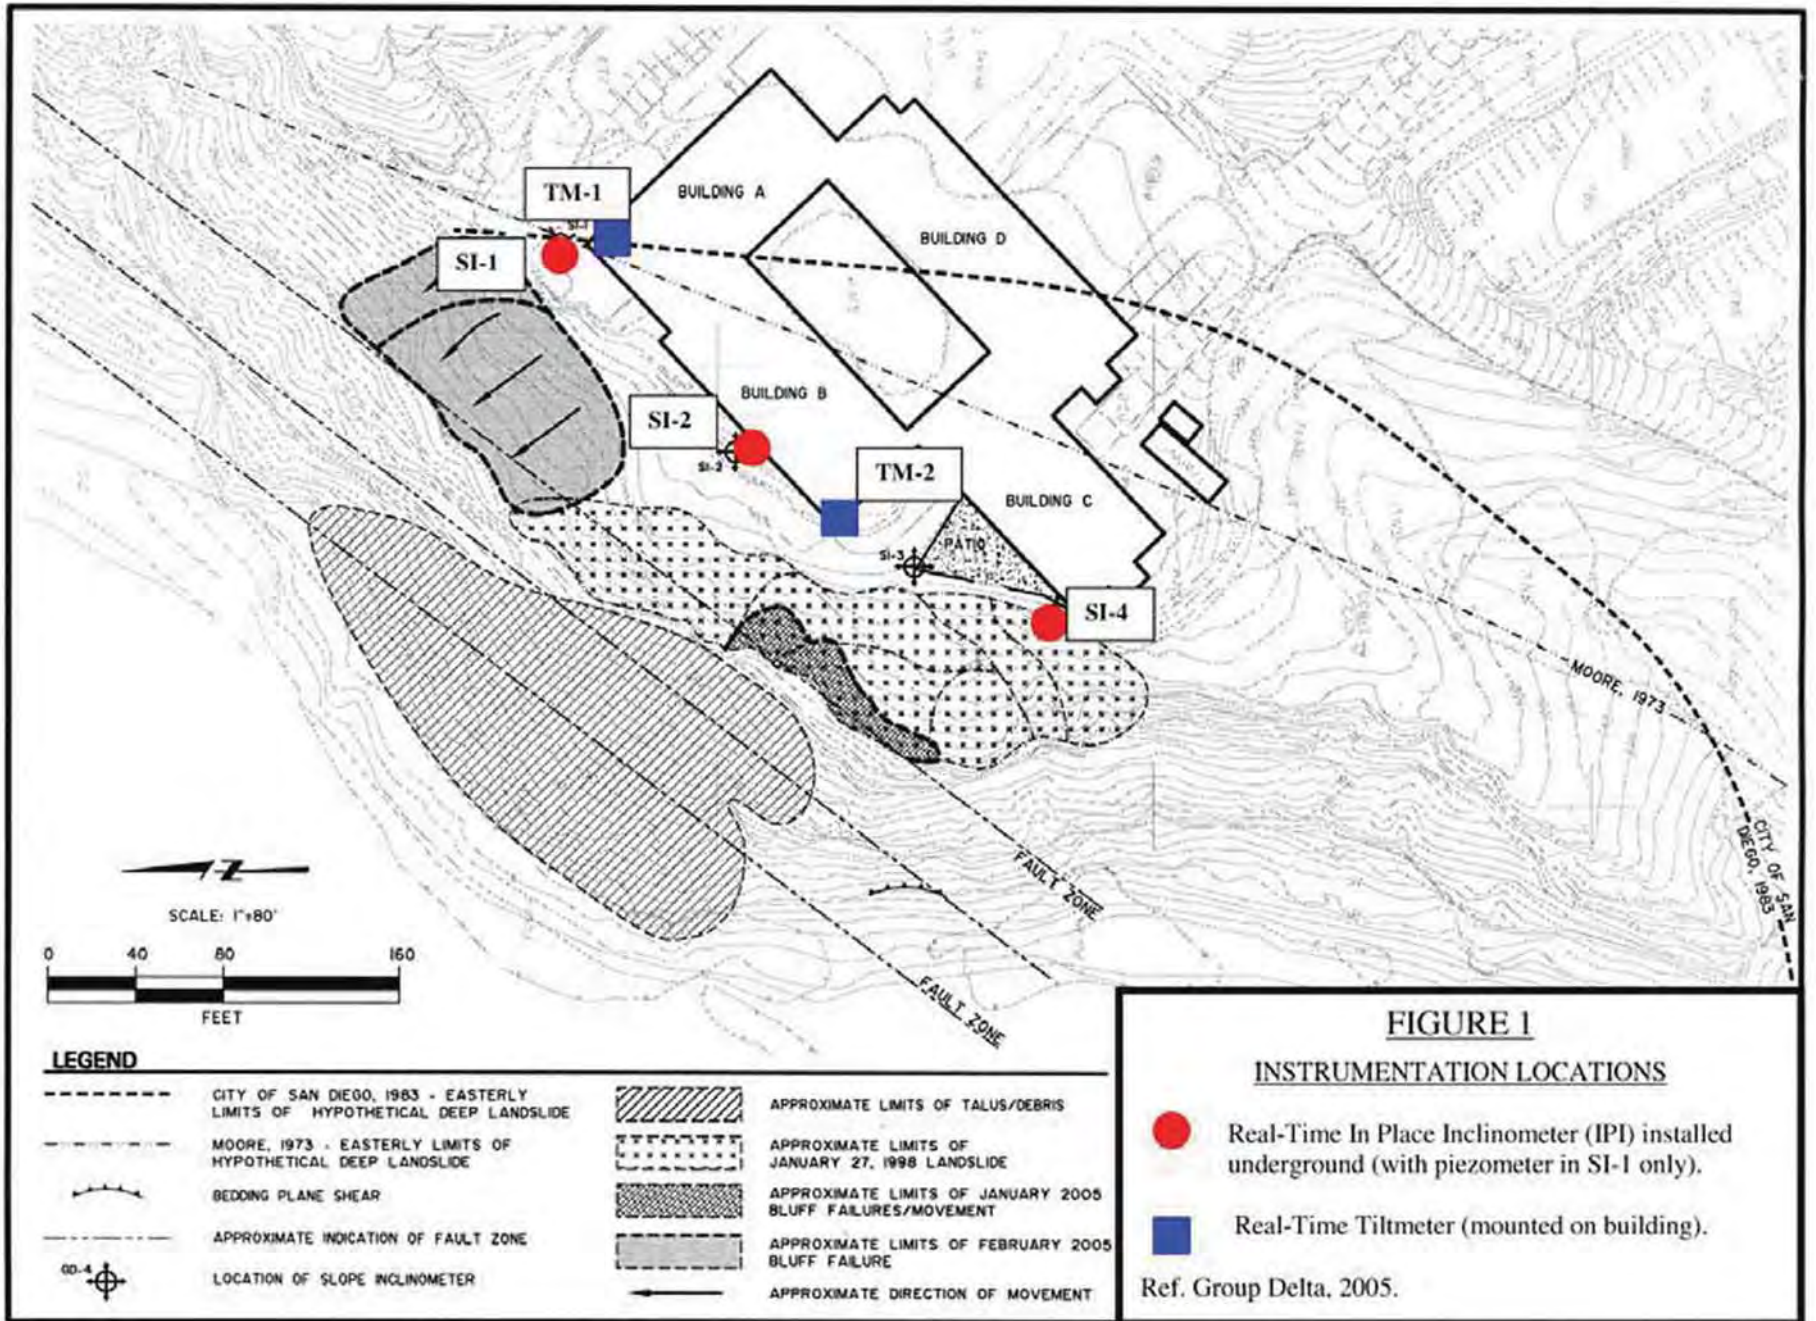 TM-1
SI-1
SI-1
BUILDING A
BUILDING D
BUILDING B
SI-2
SI-2
TM-2
BUILDING C
PATIO
SI-3
SI-4
MOORE, 1973
CITY OF SAN
DIEGO, 1983
FAULT ZONE
FAULT ZONE
Z
SCALE: 1"=80'
0 40 80 160
FEET
LEGEND
CITY OF SAN DIEGO, 1983 - EASTERLY
LIMITS OF HYPOTHETICAL DEEP LANDSLIDE
MOORE, 1973 - EASTERLY LIMITS OF
HYPOTHETICAL DEEP LANDSLIDE
BEDDING PLANE SHEAR
APPROXIMATE INDICATION OF FAULT ZONE
GD-4
LOCATION OF SLOPE INCLINOMETER
APPROXIMATE LIMITS OF TALUS/DEBRIS
APPROXIMATE LIMITS OF
JANUARY 27, 1998 LANDSLIDE
APPROXIMATE LIMITS OF JANUARY 2005
BLUFF FAILURES/MOVEMENT
APPROXIMATE LIMITS OF FEBRUARY 2005
BLUFF FAILURE
APPROXIMATE DIRECTION OF MOVEMENT
FIGURE 1
INSTRUMENTATION LOCATIONS
Real-Time In Place Inclinometer (IPI) installed
underground (with piezometer in SI-1 only).
Real-Time Tiltmeter (mounted on building).
Ref. Group Delta, 2005.